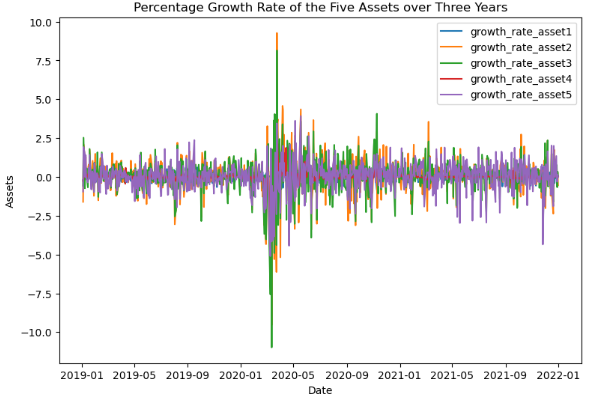 Percentage Growth Rate of the Five Assets over Three Years
growth_rate_asset1
growth_rate_asset2
growth_rate_asset3
growth_rate_asset4
growth_rate_asset5
10.0
7.5
5.0
2.5
0.0
−2.5
−5.0
−7.5
−10.0
Assets
2019-01 2019-05 2019-09 2020-01 2020-05 2020-09 2021-01 2021-05 2021-09 2022-01
Date